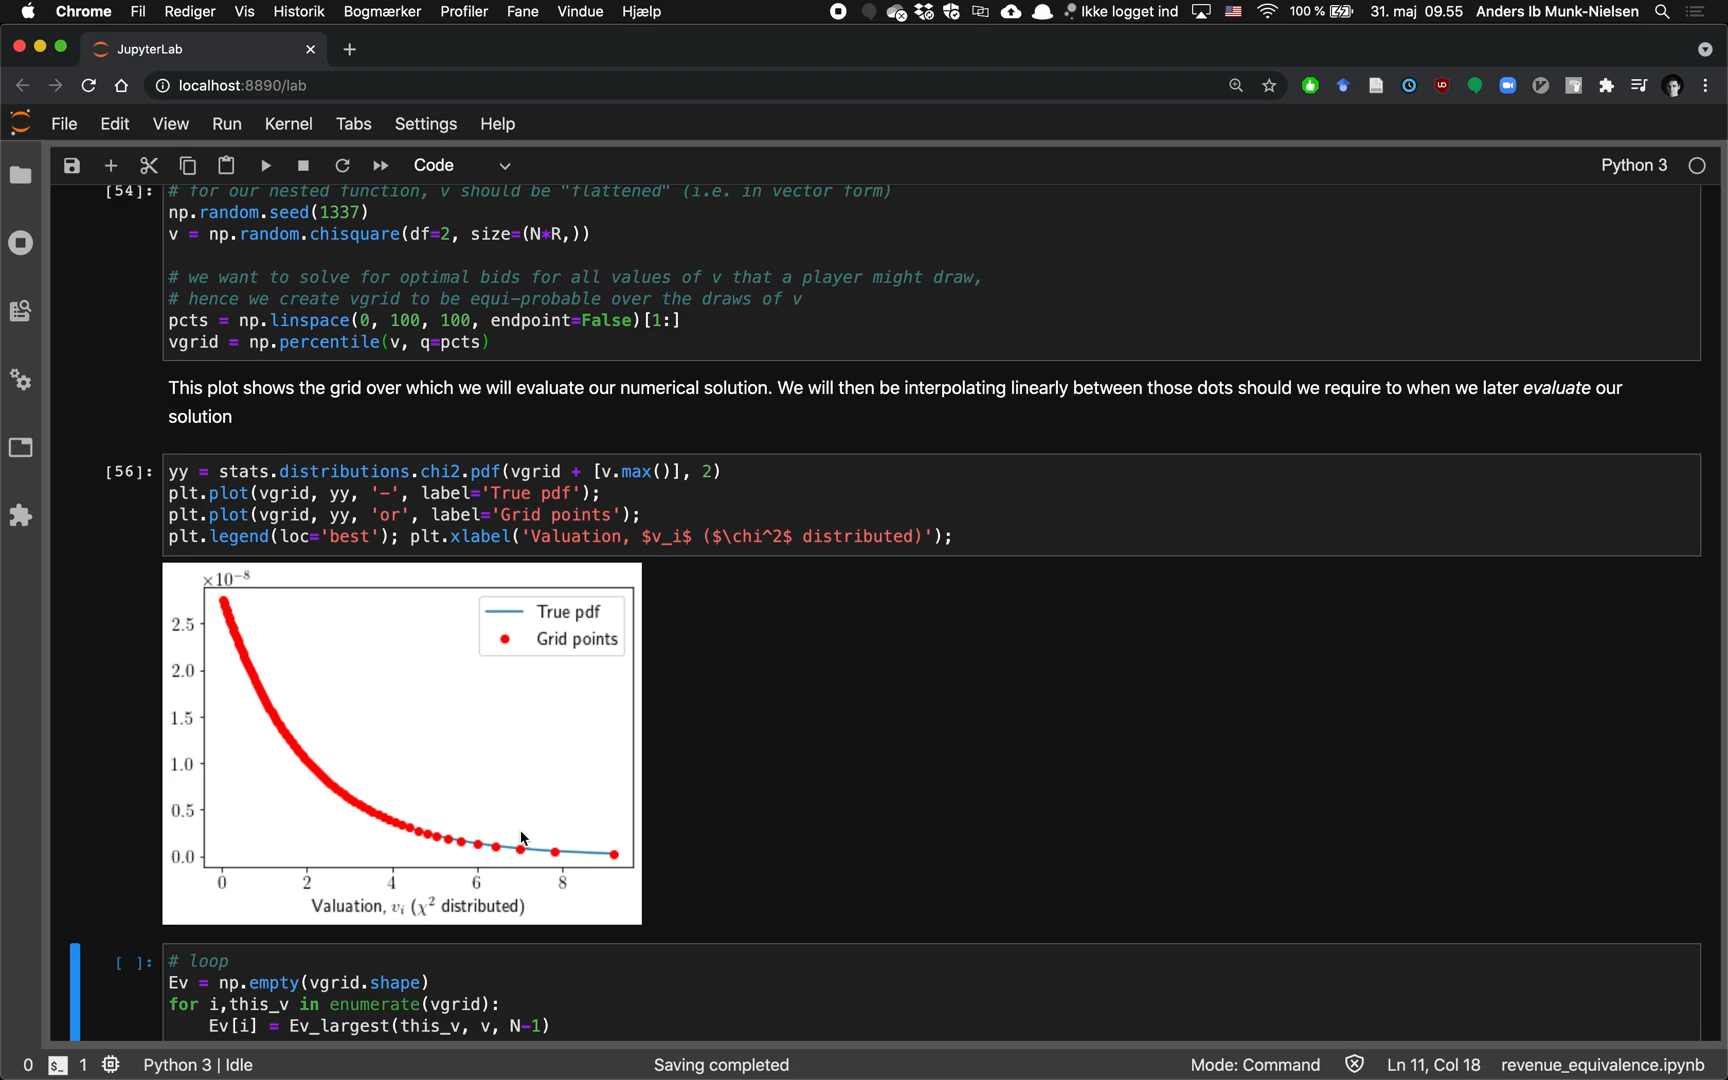 Chrome Fil Rediger Vis Historik Bogmærker Profiler Fane Vindue Hjælp Ikke logget ind 100 % 31. maj 09.55 Anders Ib Munk-Nielsen
JupyterLab
localhost:8890/lab
File Edit View Run Kernel Tabs Settings Help
Code Python 3
[54]: # for our nested function, v should be "flattened" (i.e. in vector form)
np.random.seed(1337)
v = np.random.chisquare(df=2, size=(N*R,))
# we want to solve for optimal bids for all values of v that a player might draw,
# hence we create vgrid to be equi-probable over the draws of v
pcts = np.linspace(0, 100, 100, endpoint=False)[1:]
vgrid = np.percentile(v, q=pcts)
This plot shows the grid over which we will evaluate our numerical solution. We will then be interpolating linearly between those dots should we require to when we later evaluate our
solution
[56]: yy = stats.distributions.chi2.pdf(vgrid + [v.max()], 2)
plt.plot(vgrid, yy, '-', label='True pdf');
plt.plot(vgrid, yy, 'or', label='Grid points');
plt.legend(loc='best'); plt.xlabel('Valuation, $v_i$ ($\chi^2$ distributed)');
×10⁻⁸
True pdf
Grid points
2.5
2.0
1.5
1.0
0.5
0.0
0 2 4 6 8
Valuation, vᵢ (χ² distributed)
[ ]: # loop
Ev = np.empty(vgrid.shape)
for i,this_v in enumerate(vgrid):
Ev[i] = Ev_largest(this_v, v, N-1)
0 $_ 1 Python 3 | Idle Saving completed Mode: Command Ln 11, Col 18 revenue_equivalence.ipynb